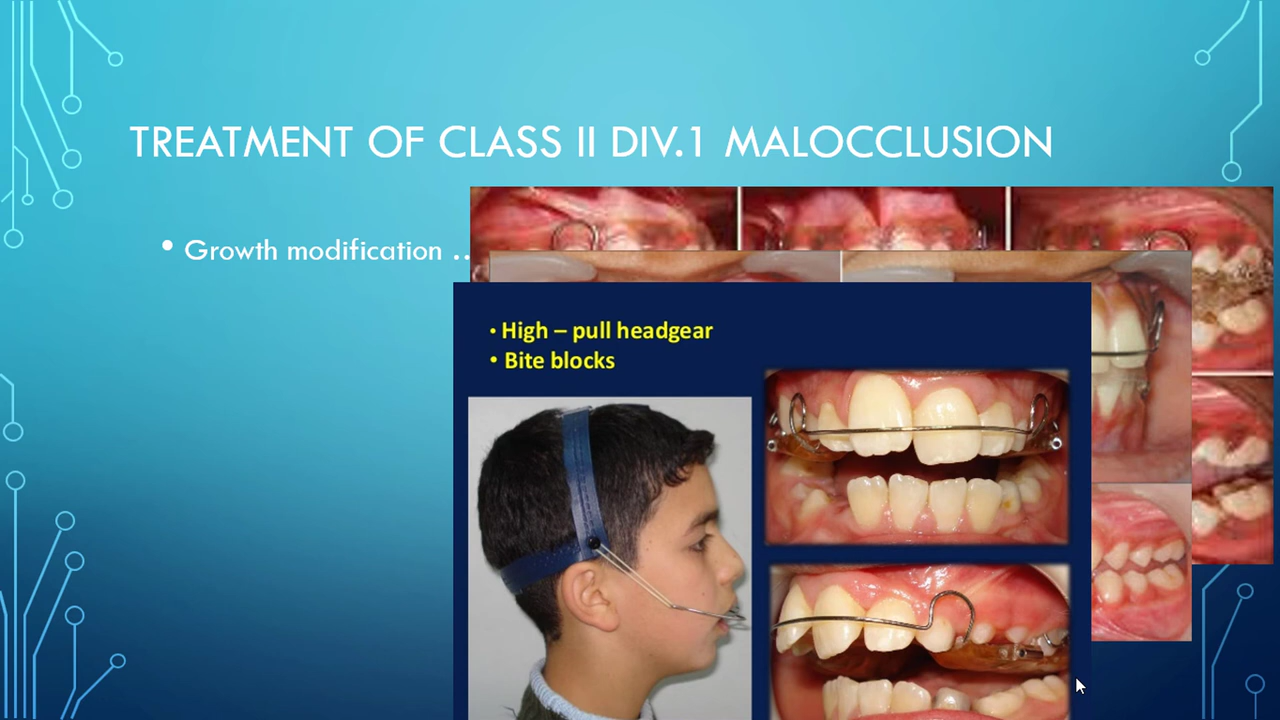 TREATMENT OF CLASS II DIV.1 MALOCCLUSION
• Growth modification ..
• High – pull headgear
• Bite blocks